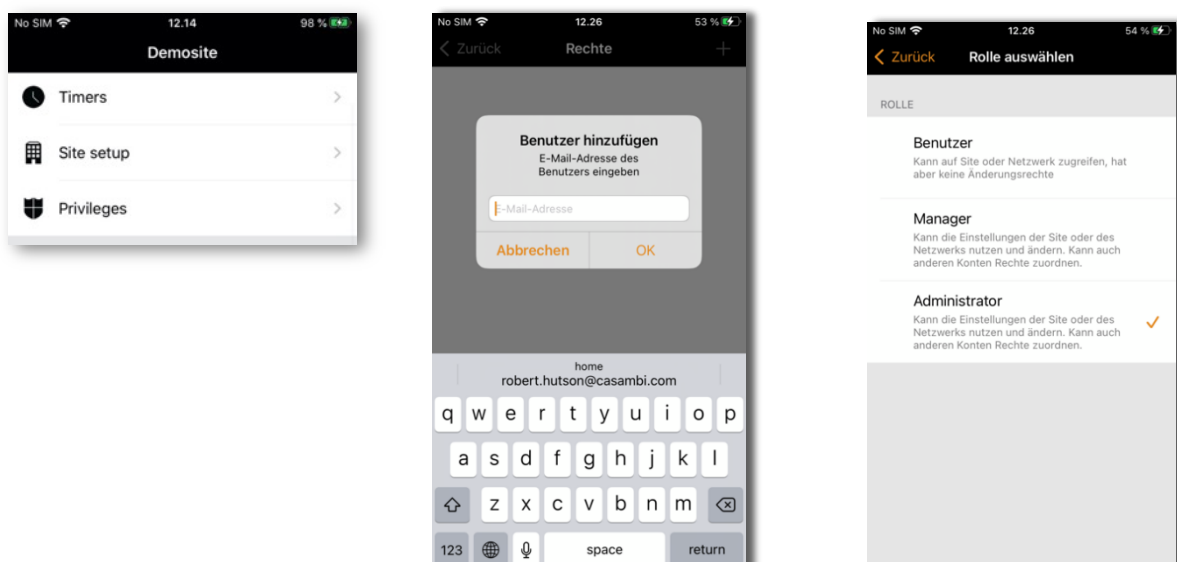 No SIM 12.14 98 %
Demosite
Timers
Site setup
Privileges
No SIM 12.26 53 %
Zurück Rechte +
Benutzer hinzufügen
E-Mail-Adresse des
Benutzers eingeben
E-Mail-Adresse
Abbrechen OK
home
robert.hutson@casambi.com
q w e r t y u i o p
a s d f g h j k l
z x c v b n m
123 space return
No SIM 12.26 54 %
Zurück Rolle auswählen
ROLLE
Benutzer
Kann auf Site oder Netzwerk zugreifen, hat
aber keine Änderungsrechte
Manager
Kann die Einstellungen der Site oder des
Netzwerks nutzen und ändern. Kann auch
anderen Konten Rechte zuordnen.
Administrator
Kann die Einstellungen der Site oder des
Netzwerks nutzen und ändern. Kann auch
anderen Konten Rechte zuordnen.